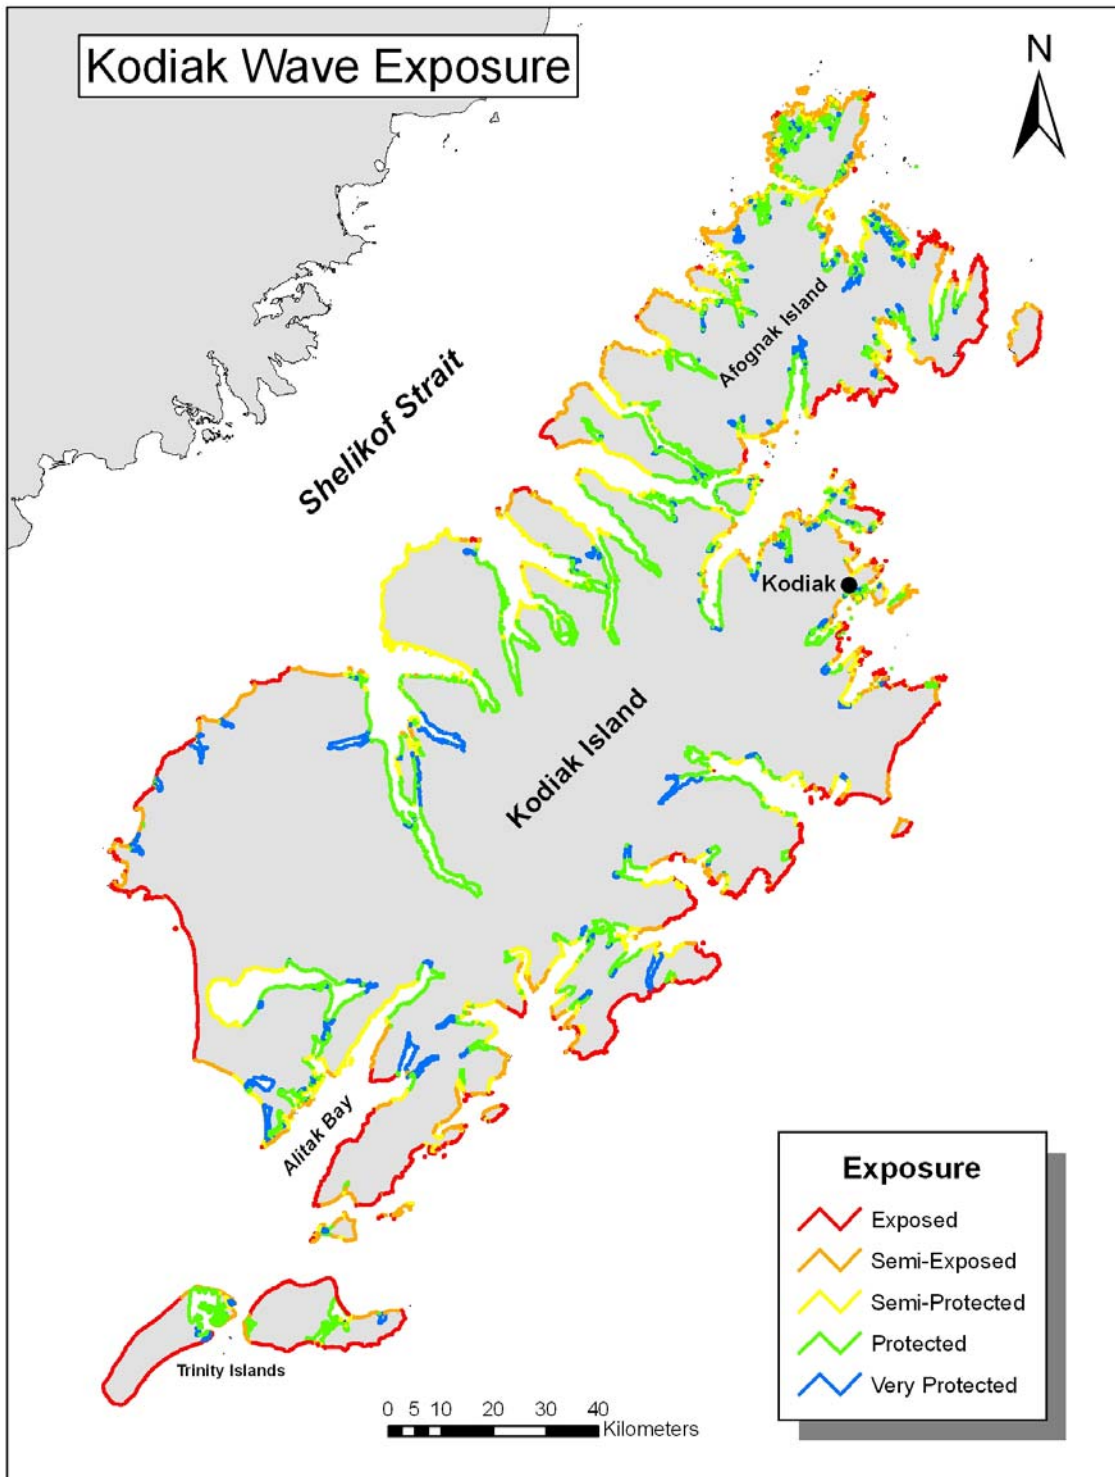 Kodiak Wave Exposure
N
Afognak Island
Shelikof Strait
Kodiak
Kodiak Island
Alitak Bay
Trinity Islands
Exposure
Exposed
Semi-Exposed
Semi-Protected
Protected
Very Protected
0 5 10 20 30 40
Kilometers